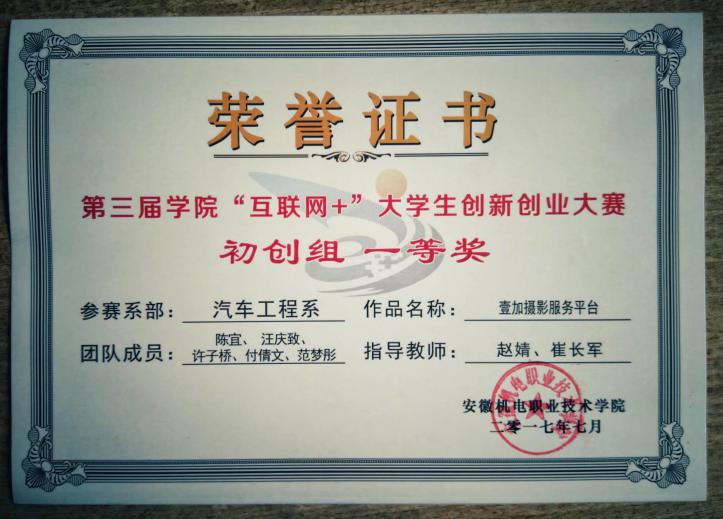 荣誉证书
第三届学院“互联网+”大学生创新创业大赛
初创组 一等奖
参赛系部： 汽车工程系 作品名称： 壹加摄影服务平台
团队成员： 陈宜、汪庆致、
许子桥、付倩文、范梦彤 指导教师： 赵婧、崔长军
安徽机电职业技术学院
二零一七年七月